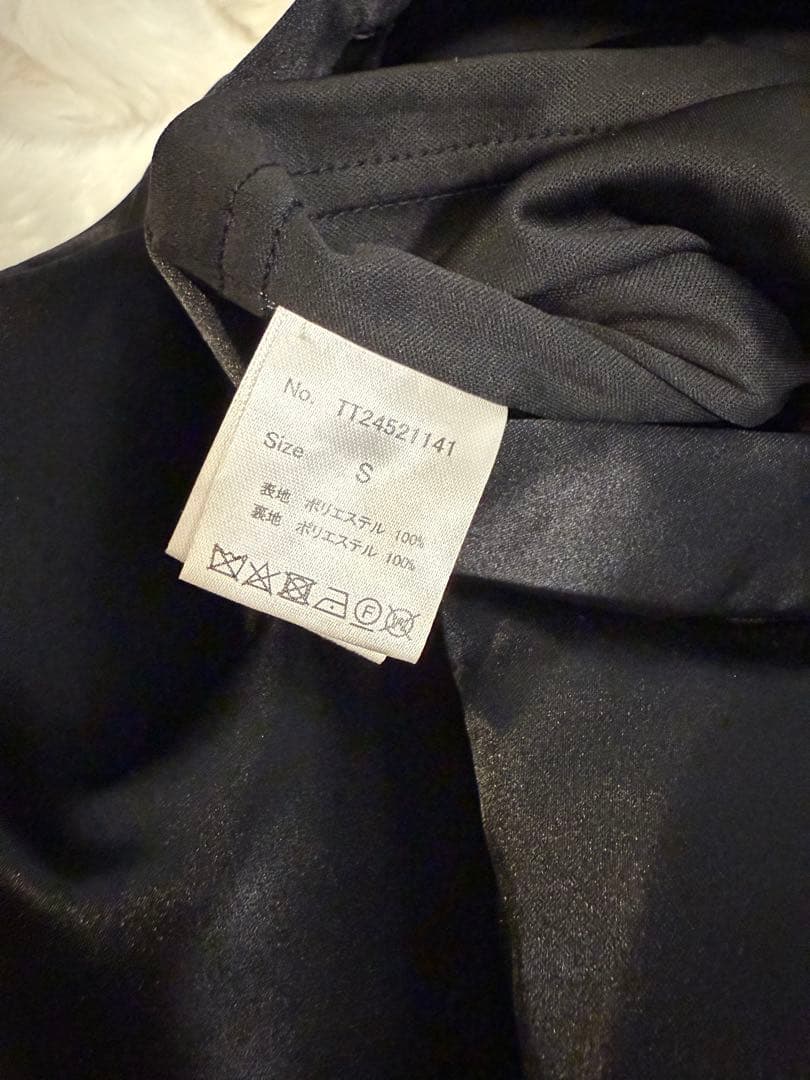 No. TT24521141
Size S
表地 ポリエステル 100%
裏地 ポリエステル 100%
F